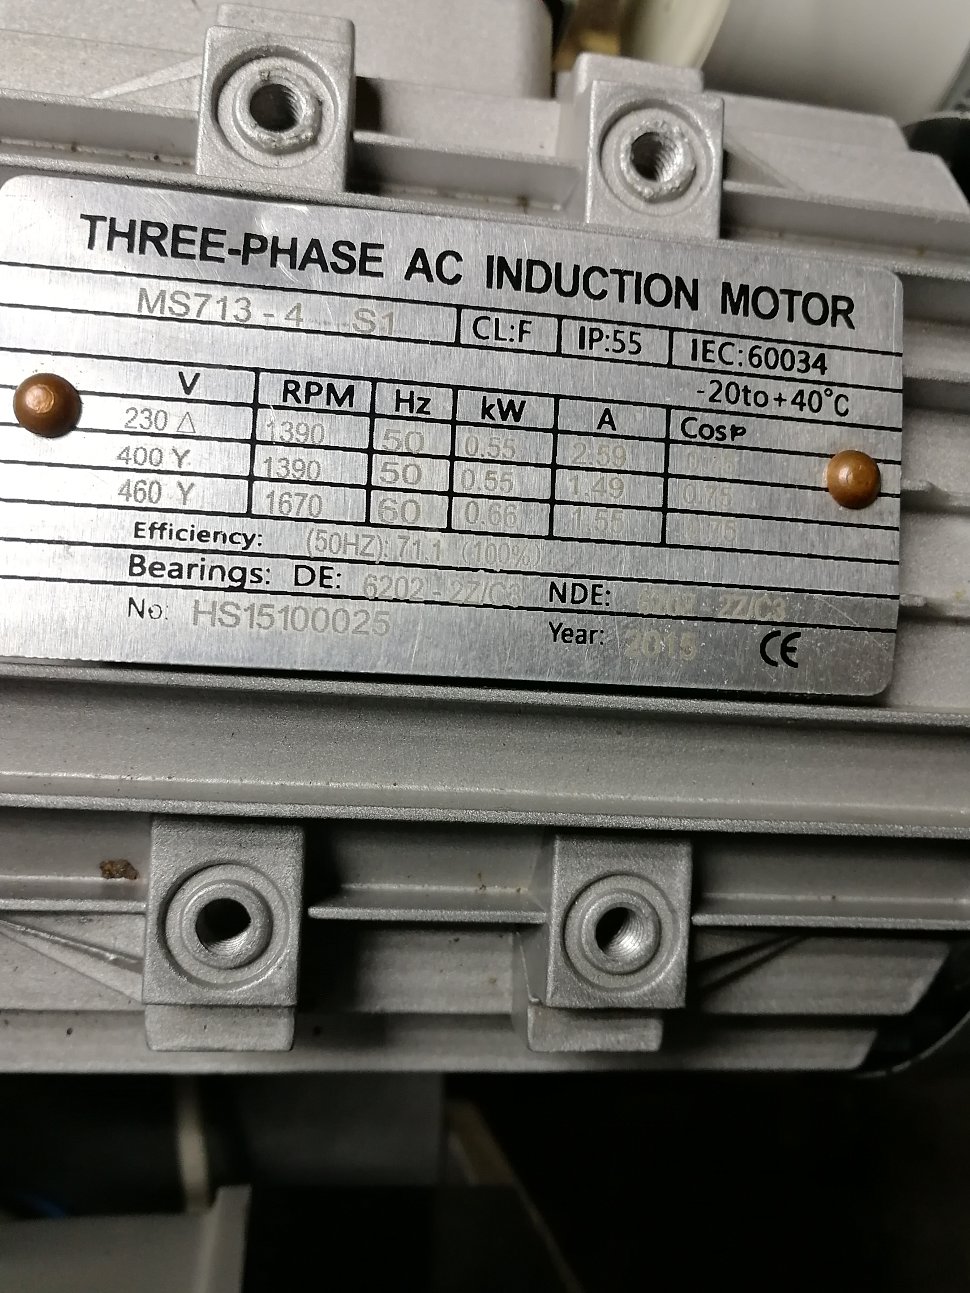 THREE-PHASE AC INDUCTION MOTOR
MS713-4 S1 CL:F IP:55 IEC:60034
-20to+40°C
V RPM Hz kW A Cosφ
230 Δ 1390 50 0.55 2.59
400 Y 1390 50 0.55 1.49 0.75
460 Y 1670 60 0.66 1.55 0.75
Efficiency: (50HZ): 71.1 (100%)
Bearings: DE: 6202-2Z/C3 NDE: 6202-2Z/C3
No: HS15100025 Year: 2015 CE